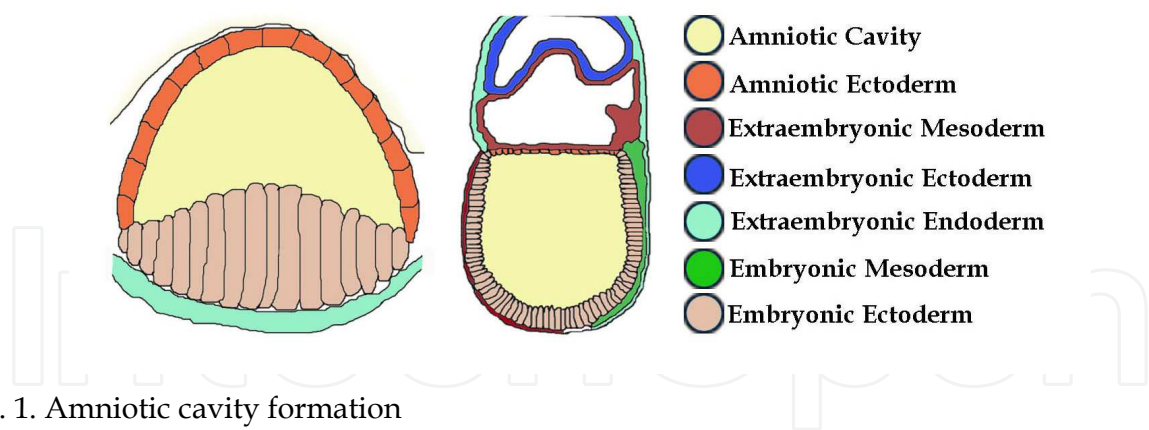 Amniotic Cavity
Amniotic Ectoderm
Extraembryonic Mesoderm
Extraembryonic Ectoderm
Extraembryonic Endoderm
Embryonic Mesoderm
Embryonic Ectoderm
. 1. Amniotic cavity formation